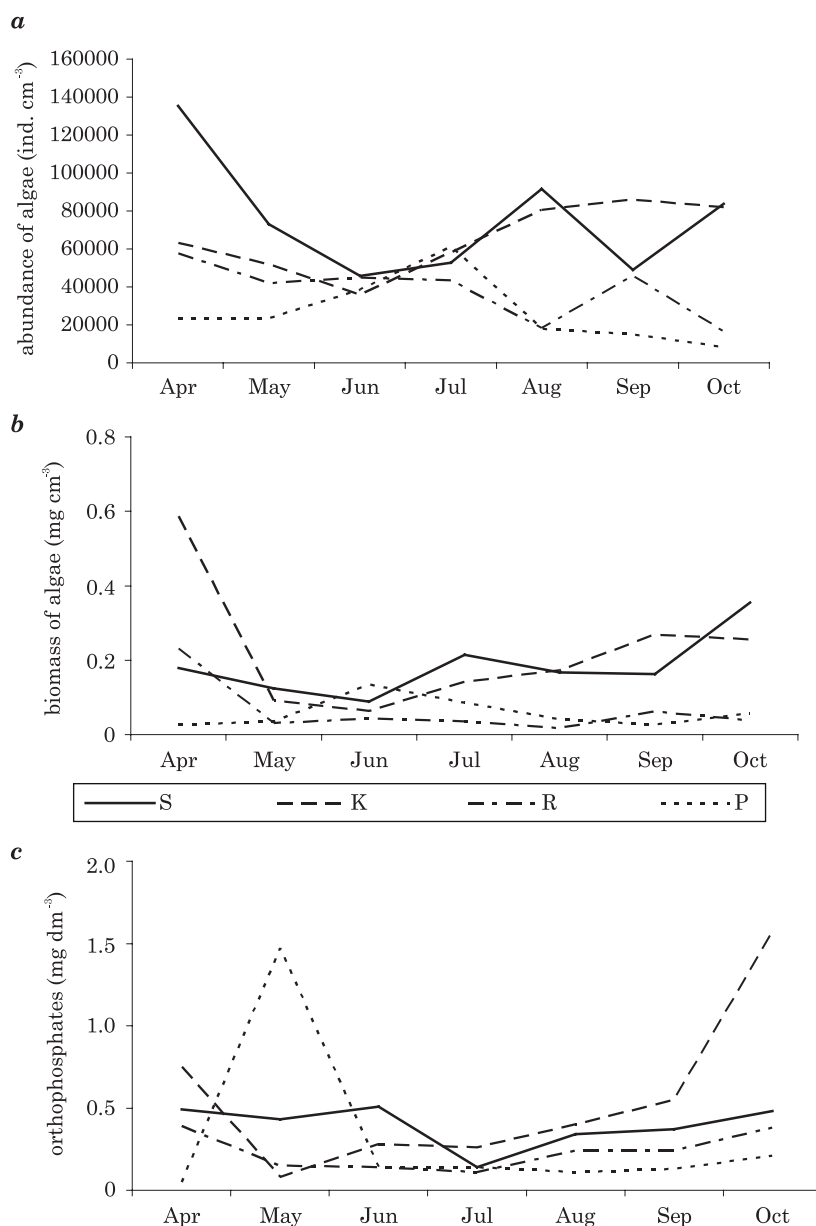 a
abundance of algae (ind. cm⁻³)
160000
140000
120000
100000
80000
60000
40000
20000
0
Apr May Jun Jul Aug Sep Oct
b
biomass of algae (mg cm⁻³)
0.8
0.6
0.4
0.2
0
Apr May Jun Jul Aug Sep Oct
S K R P
c
orthophosphates (mg dm⁻³)
2.0
1.5
1.0
0.5
0
Apr May Jun Jul Aug Sep Oct